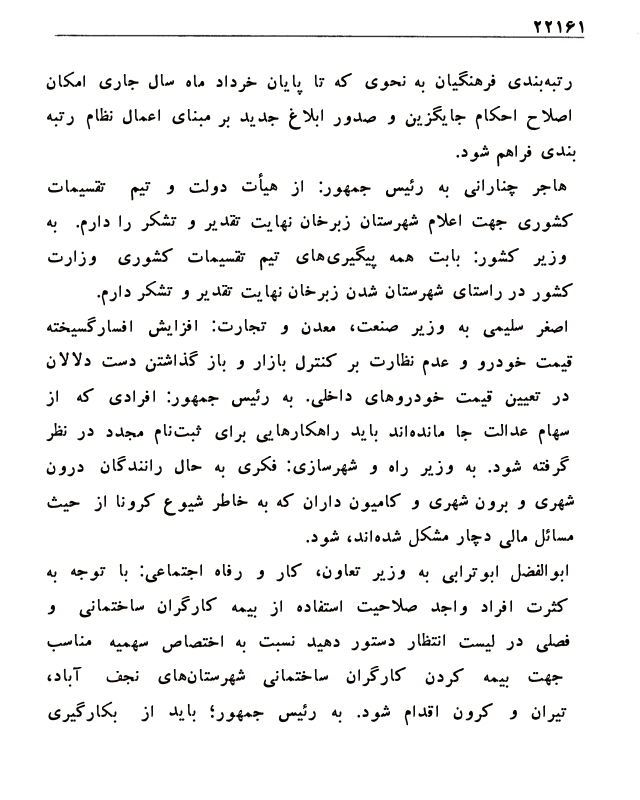 ۲۲۱۶۱
رتبه‌بندی فرهنگیان به نحوی که تا پایان خرداد ماه سال جاری امکان
اصلاح احکام جایگزین و صدور ابلاغ جدید بر مبنای اعمال نظام رتبه
بندی فراهم شود.
هاجر چنارانی به رئیس جمهور: از هیأت دولت و تیم تقسیمات
کشوری جهت اعلام شهرستان زبرخان نهایت تقدیر و تشکر را دارم. به
وزیر کشور: بابت همه پیگیری‌های تیم تقسیمات کشوری وزارت
کشور در راستای شهرستان شدن زبرخان نهایت تقدیر و تشکر دارم.
اصغر سلیمی به وزیر صنعت، معدن و تجارت: افزایش افسارگسیخته
قیمت خودرو و عدم نظارت بر کنترل بازار و باز گذاشتن دست دلالان
در تعیین قیمت خودروهای داخلی. به رئیس جمهور: افرادی که از
سهام عدالت جا مانده‌اند باید راهکارهایی برای ثبت‌نام مجدد در نظر
گرفته شود. به وزیر راه و شهرسازی: فکری به حال رانندگان درون
شهری و برون شهری و کامیون داران که به خاطر شیوع کرونا از حیث
مسائل مالی دچار مشکل شده‌اند، شود.
ابوالفضل ابوترابی به وزیر تعاون، کار و رفاه اجتماعی: با توجه به
کثرت افراد واجد صلاحیت استفاده از بیمه کارگران ساختمانی و
فصلی در لیست انتظار دستور دهید نسبت به اختصاص سهمیه مناسب
جهت بیمه کردن کارگران ساختمانی شهرستان‌های نجف آباد،
تیران و کرون اقدام شود. به رئیس جمهور؛ باید از بکارگیری